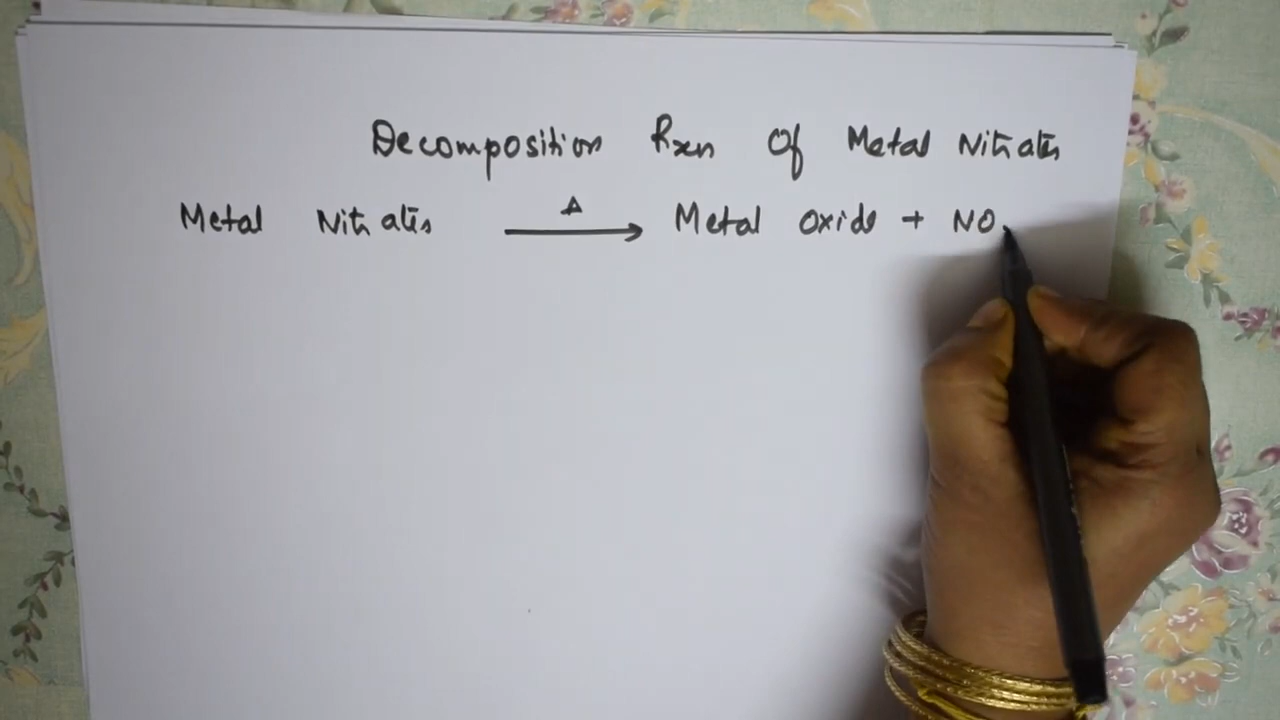 Decomposition Rxn Of Metal Nitrates
Metal Nitrates Δ → Metal Oxide + NO